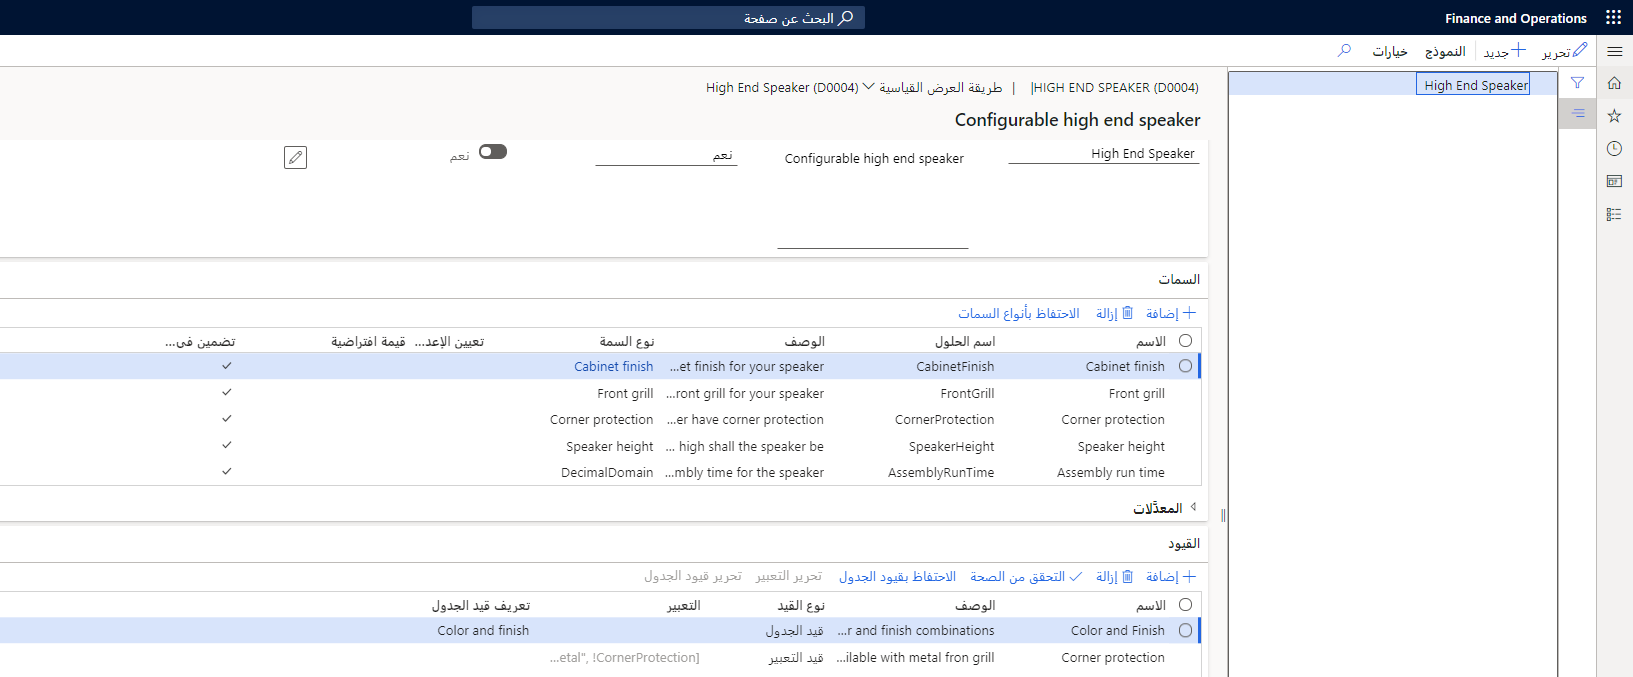 Finance and Operations
البحث عن صفحة
تحرير
جديد
النموذج
خيارات
High End Speaker
HIGH END SPEAKER (D0004)| | طريقة العرض القياسية High End Speaker (D0004)
Configurable high end speaker
High End Speaker Configurable high end speaker نعم نعم
السمات
إضافة إزالة الاحتفاظ بأنواع السمات
الاسم اسم الحلول الوصف نوع السمة تعيين الإعد... قيمة افتراضية تضمين في...
Cabinet finish CabinetFinish ...et finish for your speaker Cabinet finish
Front grill FrontGrill ...ront grill for your speaker Front grill
Corner protection CornerProtection ...er have corner protection Corner protection
Speaker height SpeakerHeight ... high shall the speaker be Speaker height
Assembly run time AssemblyRunTime ...mbly time for the speaker DecimalDomain
المعدَّلات
القيود
إضافة إزالة التحقق من الصحة الاحتفاظ بقيود الجدول تحرير التعبير تحرير قيود الجدول
الاسم الوصف نوع القيد التعبير تعريف قيد الجدول
Color and Finish ...r and finish combinations قيد الجدول Color and finish
Corner protection ...ilable with metal fron grill قيد التعبير ...etal", !CornerProtection]